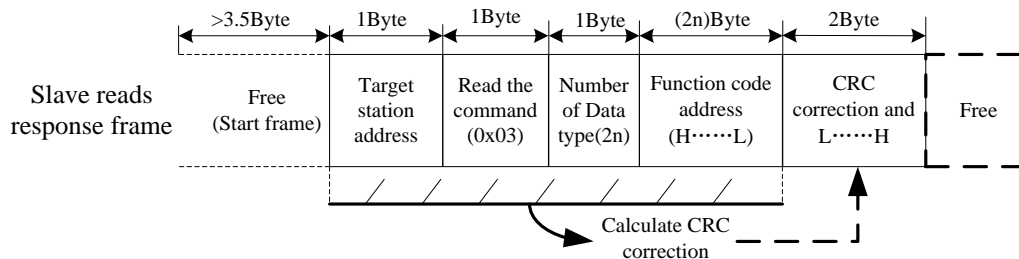 >3.5Byte
1Byte
1Byte
1Byte
(2n)Byte
2Byte
Slave reads
response frame
Free
(Start frame)
Target
station
address
Read the
command
(0x03)
Number
of Data
type(2n)
Function code
address
(H······L)
CRC
correction and
L······H
Free
Calculate CRC
correction